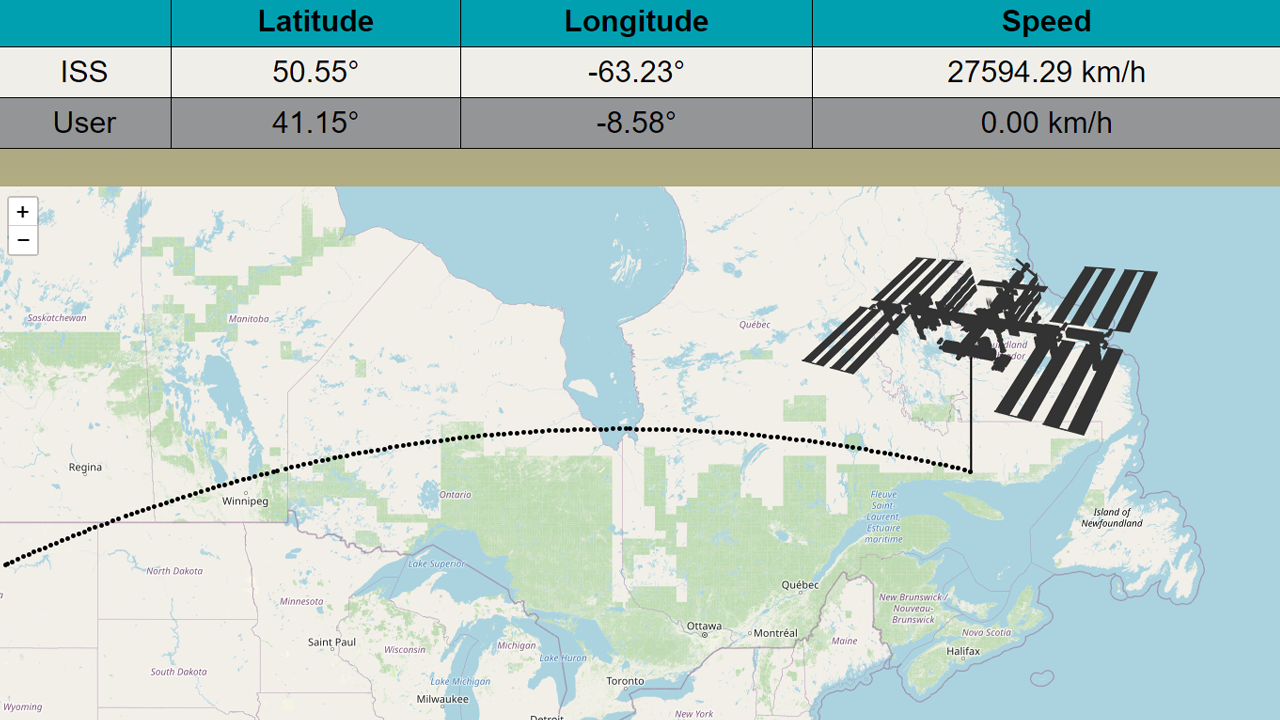 Latitude Longitude Speed
ISS 50.55° -63.23° 27594.29 km/h
User 41.15° -8.58° 0.00 km/h
+
−
Saskatchewan
Manitoba
Québec
Regina
Winnipeg
Ontario
Fleuve
Saint-
Laurent,
Estuaire
maritime
Island of
Newfoundland
North Dakota
Lake Superior
Québec
Minnesota
New Brunswick /
Nouveau-
Brunswick
Saint Paul
Wisconsin
Michigan
Ottawa
Montréal
Maine
Nova Scotia
Halifax
South Dakota
Lake Huron
Lake Michigan
Toronto
Wyoming
Milwaukee
New York
Detroit